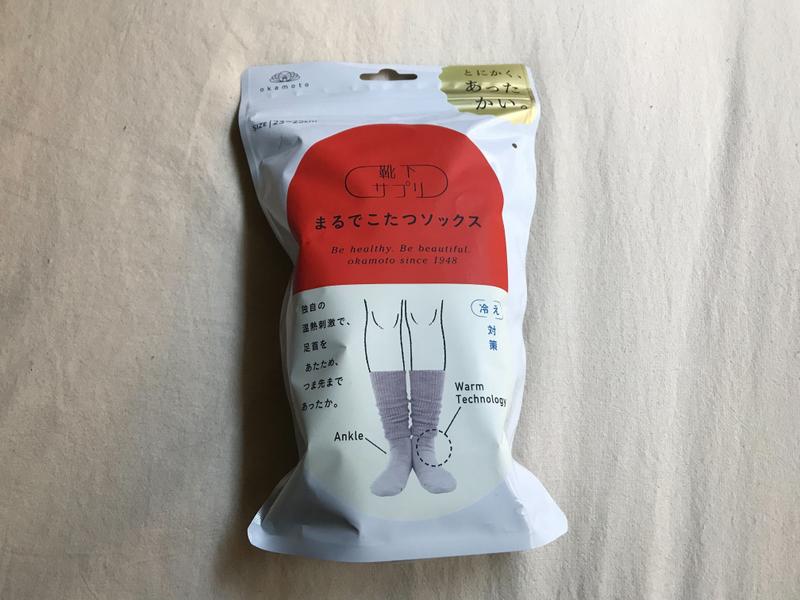 okamoto
とにかく、
あった
かい。
SIZE | 23-25cm
靴下
サプリ
まるでこたつソックス
Be healthy. Be beautiful.
okamoto since 1948
独自の
温熱刺激で、
足首を
あたため、
つま先まで
あったか。
冷え
対
策
Warm
Technology
Ankle